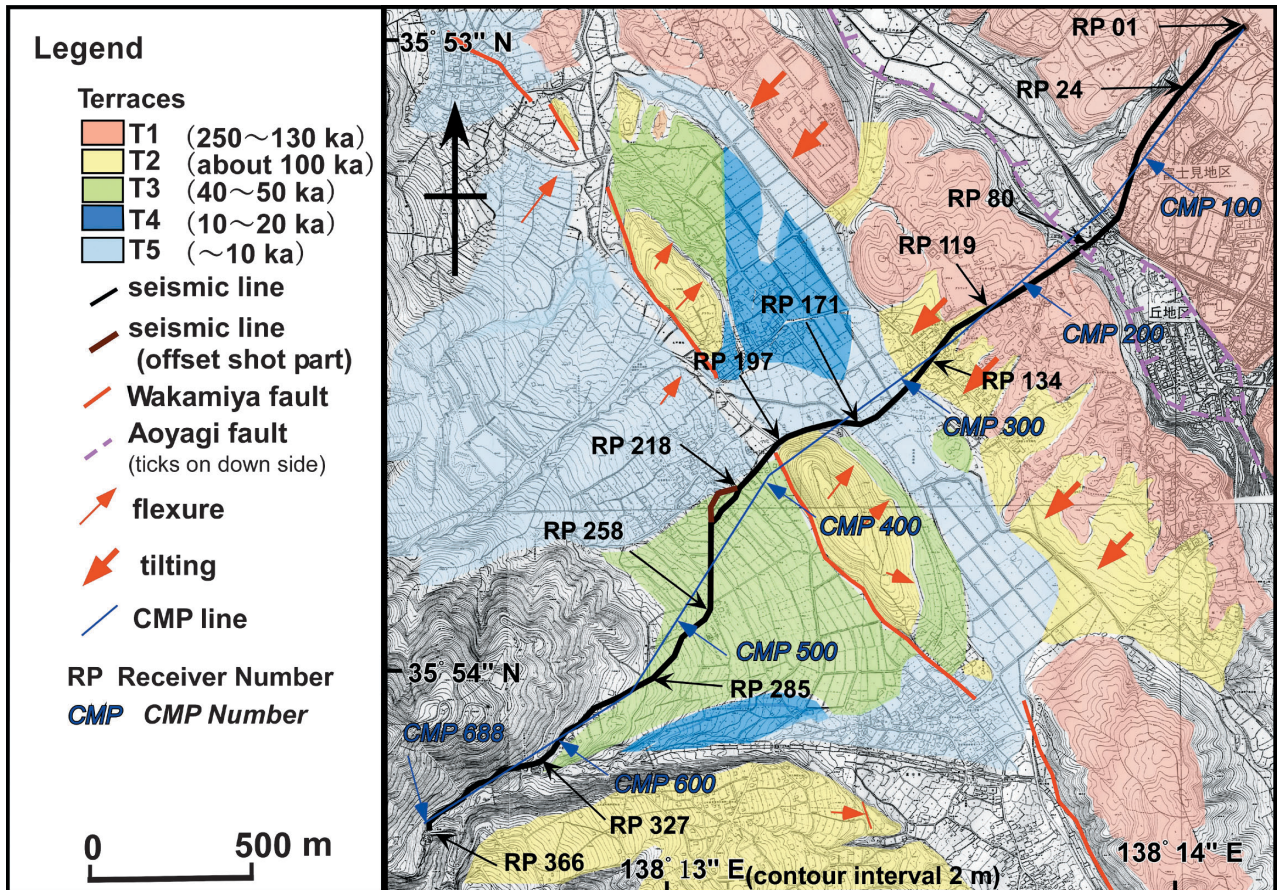 Legend
Terraces
T1 (250～130 ka)
T2 (about 100 ka)
T3 (40～50 ka)
T4 (10～20 ka)
T5 (～10 ka)
seismic line
seismic line
(offset shot part)
Wakamiya fault
Aoyagi fault
(ticks on down side)
flexure
tilting
CMP line
RP Receiver Number
CMP CMP Number
0 500 m
35° 53" N
RP 01
RP 24
富士見地区
CMP 100
RP 80
RP 119
CMP 200
丘地区
RP 171
RP 197
RP 134
CMP 300
RP 218
CMP 400
RP 258
CMP 500
35° 54" N
RP 285
CMP 688
CMP 600
RP 327
RP 366
138° 13" E (contour interval 2 m)
138° 14" E